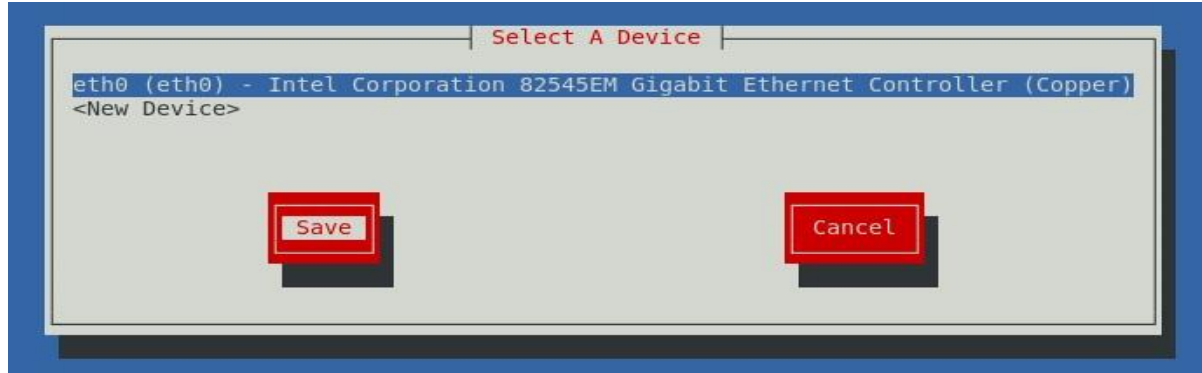 Select A Device
eth0 (eth0) - Intel Corporation 82545EM Gigabit Ethernet Controller (Copper)
<New Device>
Save
Cancel